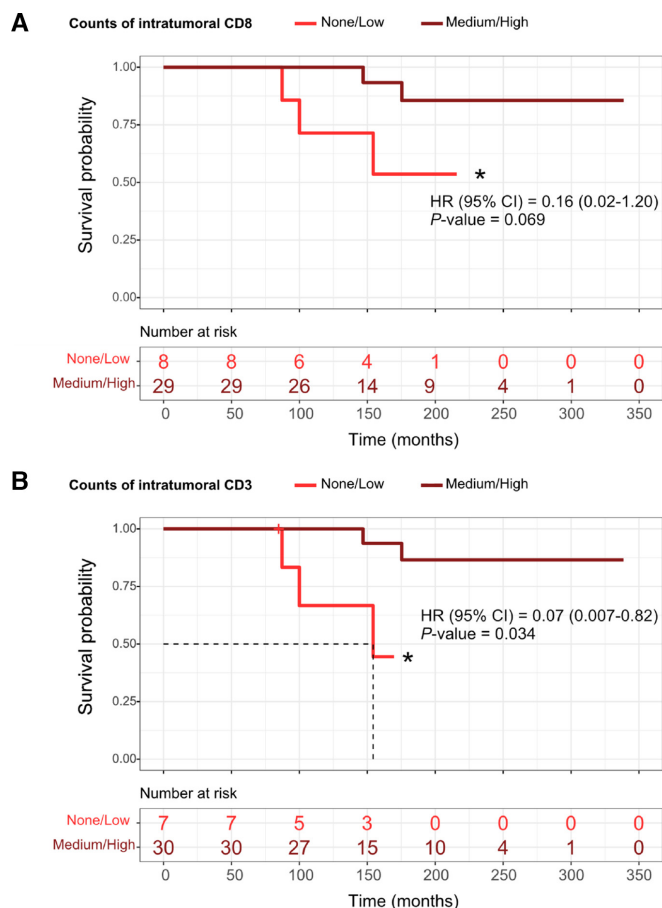 A
Counts of intratumoral CD8 None/Low Medium/High
1.00
0.75
0.50
0.25
0.00
Survival probability
*
HR (95% CI) = 0.16 (0.02-1.20)
P-value = 0.069
Number at risk
None/Low 8 8 6 4 1 0 0 0
Medium/High 29 29 26 14 9 4 1 0
0 50 100 150 200 250 300 350
Time (months)
B
Counts of intratumoral CD3 None/Low Medium/High
1.00
0.75
0.50
0.25
0.00
Survival probability
HR (95% CI) = 0.07 (0.007-0.82)
P-value = 0.034
*
Number at risk
None/Low 7 7 5 3 0 0 0 0
Medium/High 30 30 27 15 10 4 1 0
0 50 100 150 200 250 300 350
Time (months)